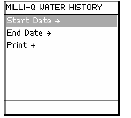 MILLI-Q WATER HISTORY
Start Date →
End Date →
Print →